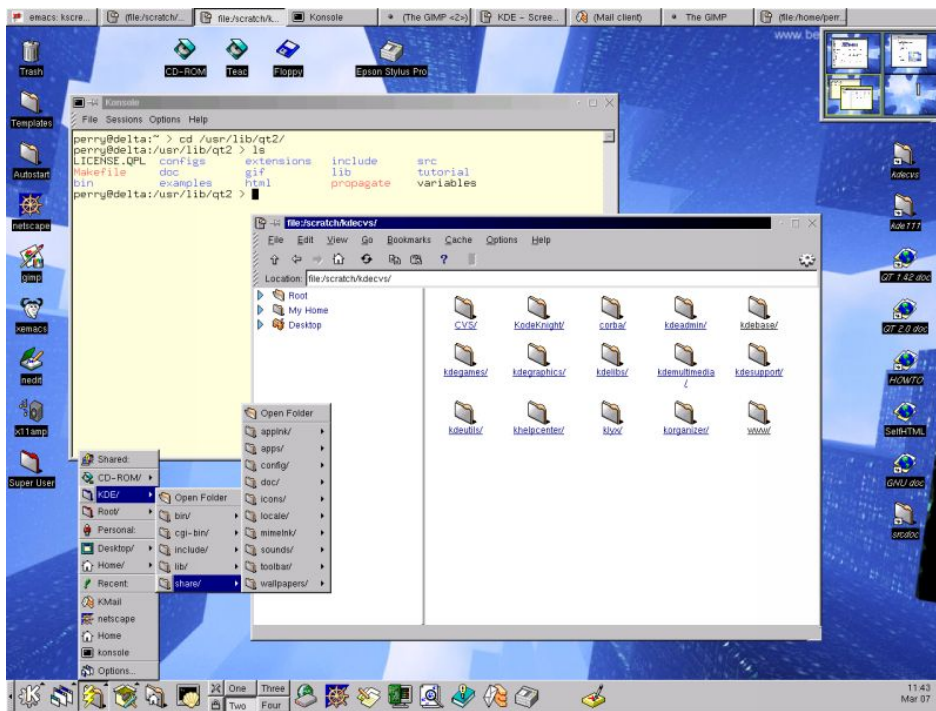 emacs: kscre...
(file:/scratch/...
file:/scratch/k...
Konsole
(The GIMP <2>)
KDE - Scree...
(Mail client)
The GIMP
(file:/home/perr...
www.be
Trash
CD-ROM
Teac
Floppy
Epson Stylus Pro
Templates
Autostart
netscape
gimp
xemacs
nedit
x11amp
Super User
Konsole
File Sessions Options Help
perry@delta:~ > cd /usr/lib/qt2/
perry@delta:/usr/lib/qt2 > ls
LICENSE.QPL configs extensions include src
Makefile doc gif lib tutorial
bin examples html propagate variables
perry@delta:/usr/lib/qt2 >
file:/scratch/kdecvs/
File Edit View Go Bookmarks Cache Options Help
Location: file:/scratch/kdecvs/
Root
My Home
Desktop
CVS/ KodeKnight/ corba/ kdeadmin/ kdebase/
kdegames/ kdegraphics/ kdelibs/ kdemultimedia kdesupport/
/
kdeutils/ khelpcenter/ klyx/ korganizer/ www/
kdecvs
kde111
QT 1.42 doc
QT 2.0 doc
HOWTO
SelfHTML
GNU doc
srcdoc
Shared:
CD-ROM/
KDE/
Root/
Personal:
Desktop/
Home/
Recent:
KMail
netscape
Home
konsole
Options...
Open Folder
bin/
cgi-bin/
include/
lib/
share/
Open Folder
applnk/
apps/
config/
doc/
icons/
locale/
mimelnk/
sounds/
toolbar/
wallpapers/
One Three
Two Four
11:43
Mar 07